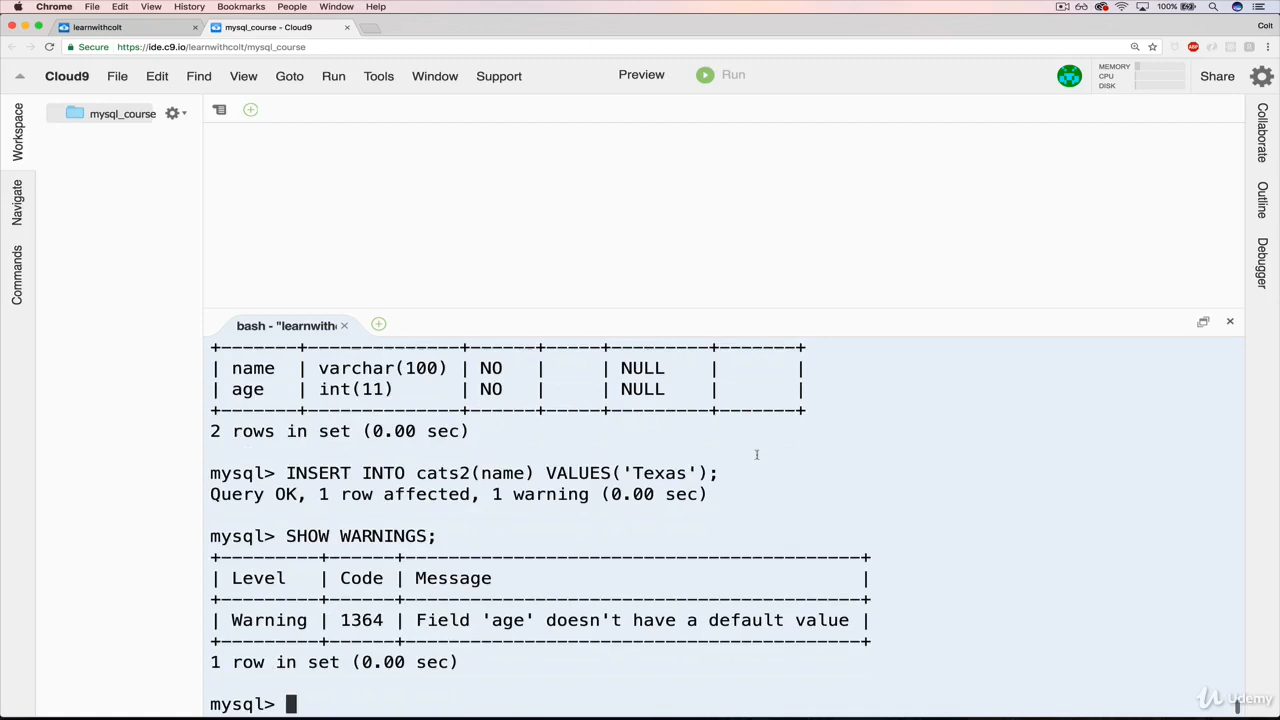 Chrome File Edit View History Bookmarks People Window Help 100%
learnwithcolt mysql_course - Cloud9 Colt
Secure https://ide.c9.io/learnwithcolt/mysql_course ABP
Cloud9 File Edit Find View Goto Run Tools Window Support Preview Run MEMORY CPU DISK Share
Workspace
Navigate
Commands
mysql_course
Collaborate
Outline
Debugger
bash - "learnwith
+---------+---------------+------+-----+---------+-------+
| name | varchar(100) | NO | | NULL | |
| age | int(11) | NO | | NULL | |
+---------+---------------+------+-----+---------+-------+
2 rows in set (0.00 sec)
mysql> INSERT INTO cats2(name) VALUES('Texas');
Query OK, 1 row affected, 1 warning (0.00 sec)
mysql> SHOW WARNINGS;
+---------+------+------------------------------------------+
| Level | Code | Message |
+---------+------+------------------------------------------+
| Warning | 1364 | Field 'age' doesn't have a default value |
+---------+------+------------------------------------------+
1 row in set (0.00 sec)
mysql>
Udemy